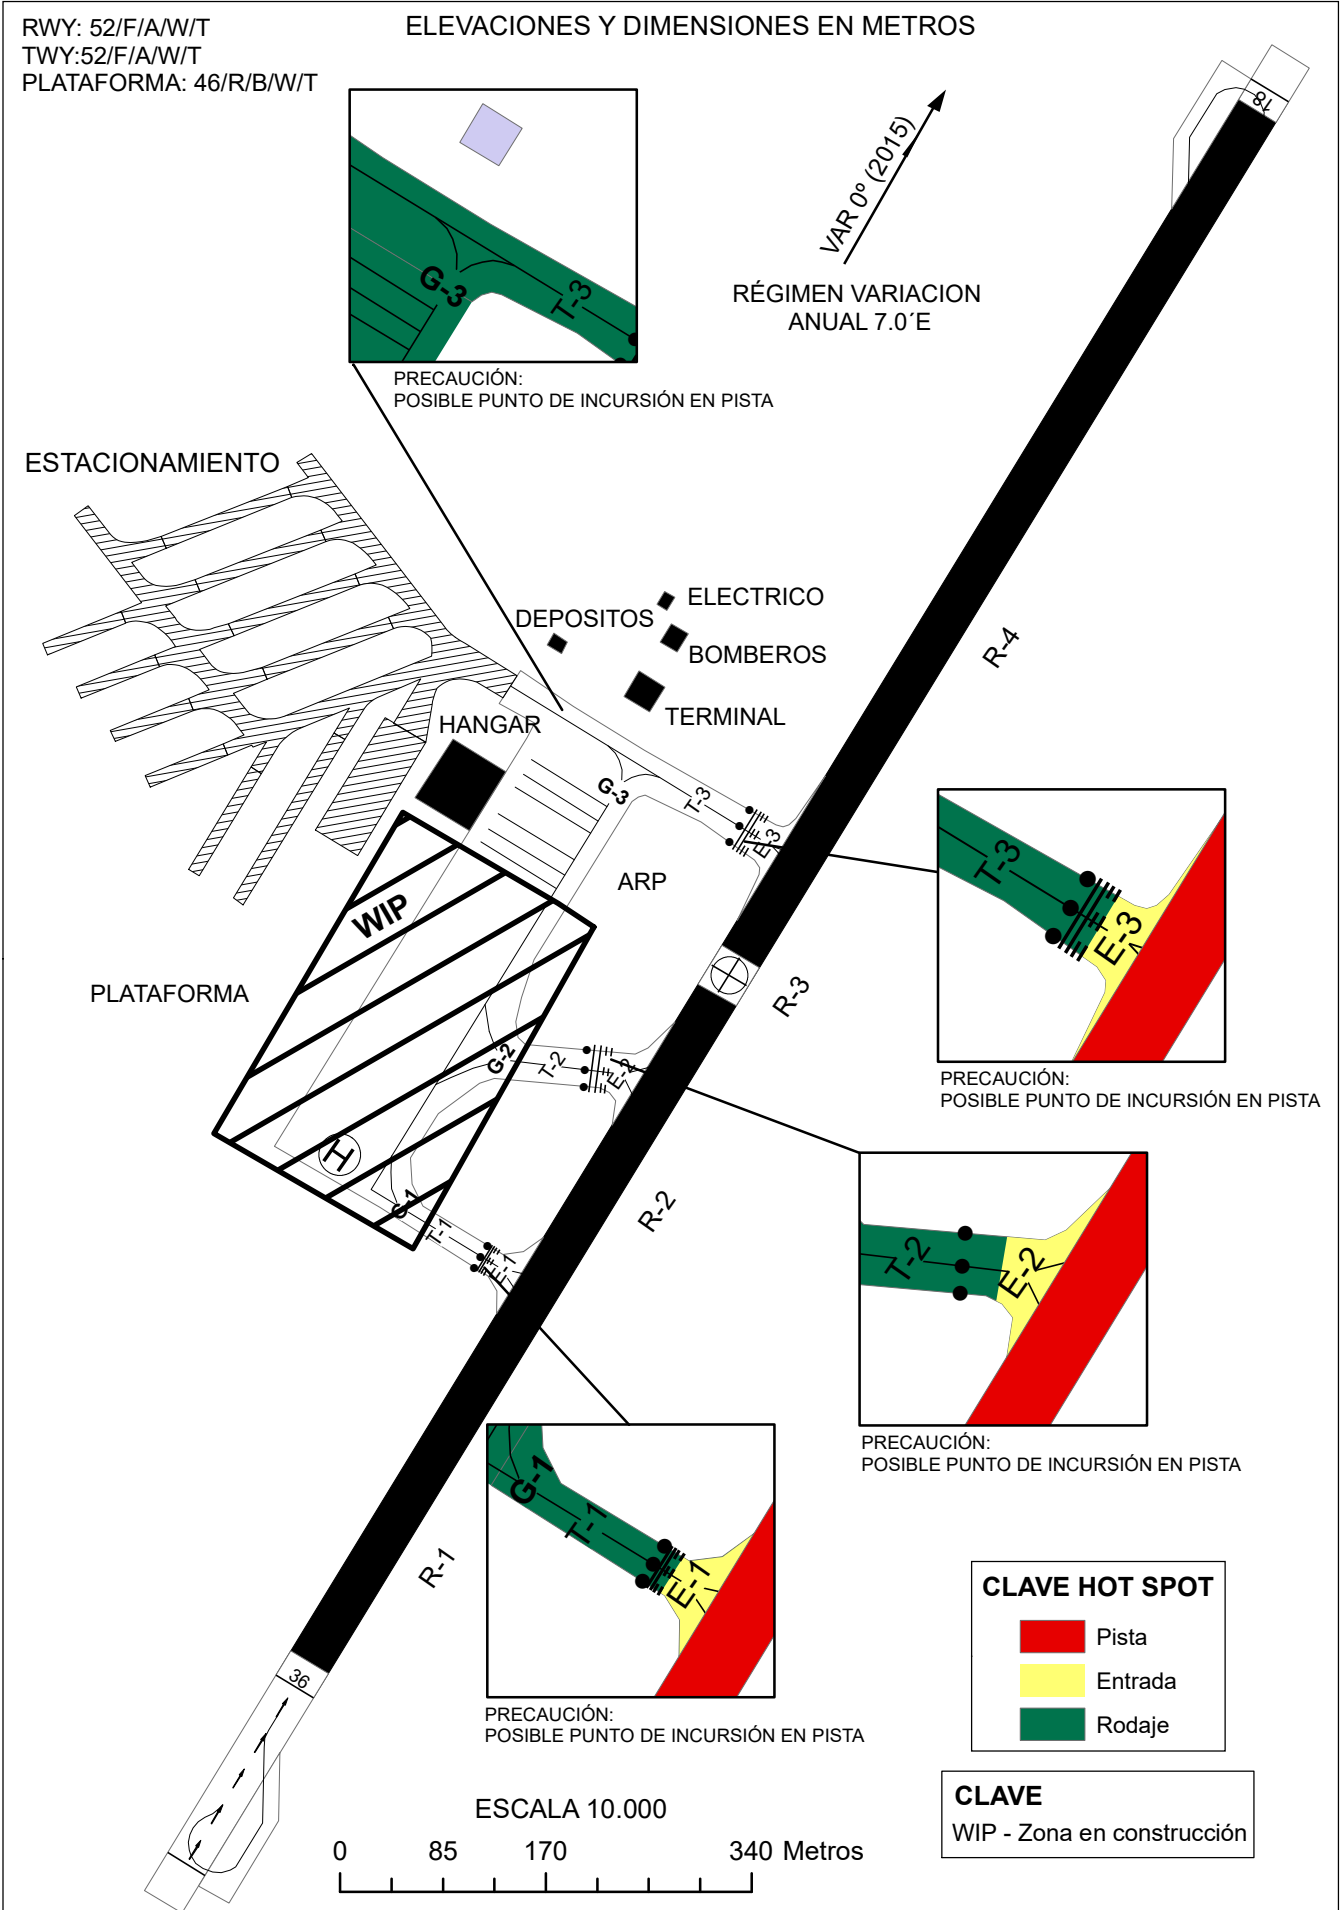 RWY: 52/F/A/W/T
TWY:52/F/A/W/T
PLATAFORMA: 46/R/B/W/T
ELEVACIONES Y DIMENSIONES EN METROS
18
VAR 0º (2015)
RÉGIMEN VARIACION
ANUAL 7.0´E
G-3
T-3
PRECAUCIÓN:
POSIBLE PUNTO DE INCURSIÓN EN PISTA
ESTACIONAMIENTO
ELECTRICO
DEPOSITOS
BOMBEROS
TERMINAL
HANGAR
R-4
G-3
T-3
E-3
ARP
WIP
PLATAFORMA
R-3
T-3
E-3
PRECAUCIÓN:
POSIBLE PUNTO DE INCURSIÓN EN PISTA
G-2
T-2
E-2
H
R-2
G-1
T-1
E-1
T-2
E-2
PRECAUCIÓN:
POSIBLE PUNTO DE INCURSIÓN EN PISTA
G-1
T-1
E-1
PRECAUCIÓN:
POSIBLE PUNTO DE INCURSIÓN EN PISTA
R-1
36
CLAVE HOT SPOT
Pista
Entrada
Rodaje
CLAVE
WIP - Zona en construcción
ESCALA 10.000
0 85 170 340 Metros